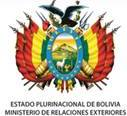 ESTADO PLURINACIONAL DE BOLIVIA
MINISTERIO DE RELACIONES EXTERIORES